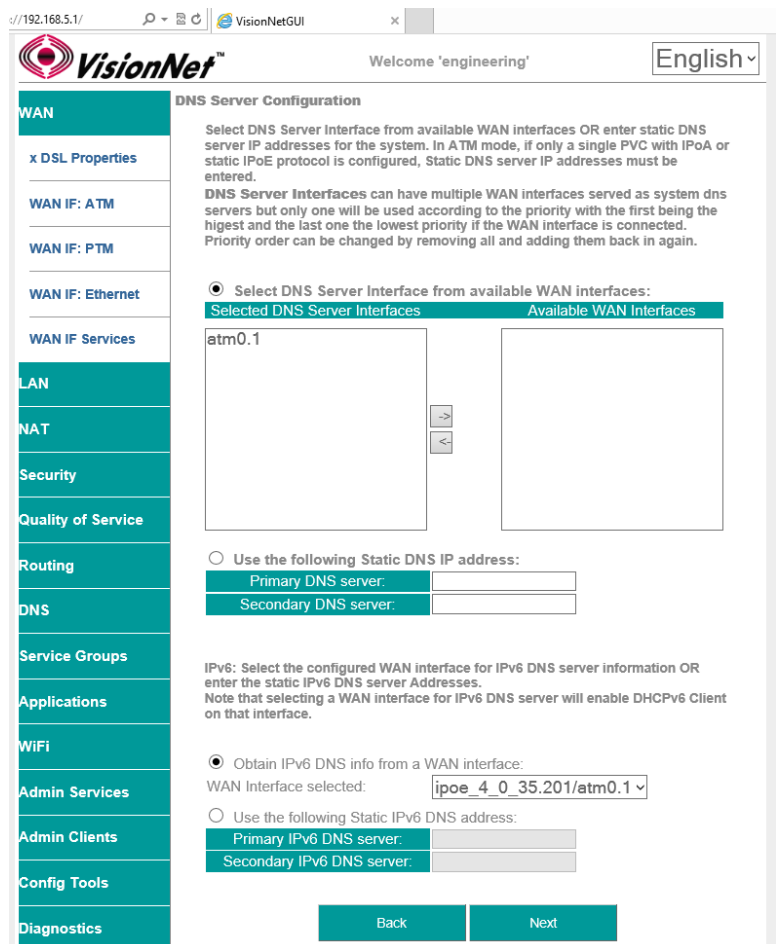 ://192.168.5.1/
VisionNetGUI
VisionNet™
Welcome 'engineering'
English
WAN
x DSL Properties
WAN IF: ATM
WAN IF: PTM
WAN IF: Ethernet
WAN IF Services
LAN
NAT
Security
Quality of Service
Routing
DNS
Service Groups
Applications
WiFi
Admin Services
Admin Clients
Config Tools
Diagnostics
DNS Server Configuration
Select DNS Server Interface from available WAN interfaces OR enter static DNS
server IP addresses for the system. In ATM mode, if only a single PVC with IPoA or
static IPoE protocol is configured, Static DNS server IP addresses must be
entered.
DNS Server Interfaces can have multiple WAN interfaces served as system dns
servers but only one will be used according to the priority with the first being the
higest and the last one the lowest priority if the WAN interface is connected.
Priority order can be changed by removing all and adding them back in again.
Select DNS Server Interface from available WAN interfaces:
Selected DNS Server Interfaces
Available WAN Interfaces
atm0.1
->
<-
Use the following Static DNS IP address:
Primary DNS server:
Secondary DNS server:
IPv6: Select the configured WAN interface for IPv6 DNS server information OR
enter the static IPv6 DNS server Addresses.
Note that selecting a WAN interface for IPv6 DNS server will enable DHCPv6 Client
on that interface.
Obtain IPv6 DNS info from a WAN interface:
WAN Interface selected:
ipoe_4_0_35.201/atm0.1
Use the following Static IPv6 DNS address:
Primary IPv6 DNS server:
Secondary IPv6 DNS server:
Back
Next